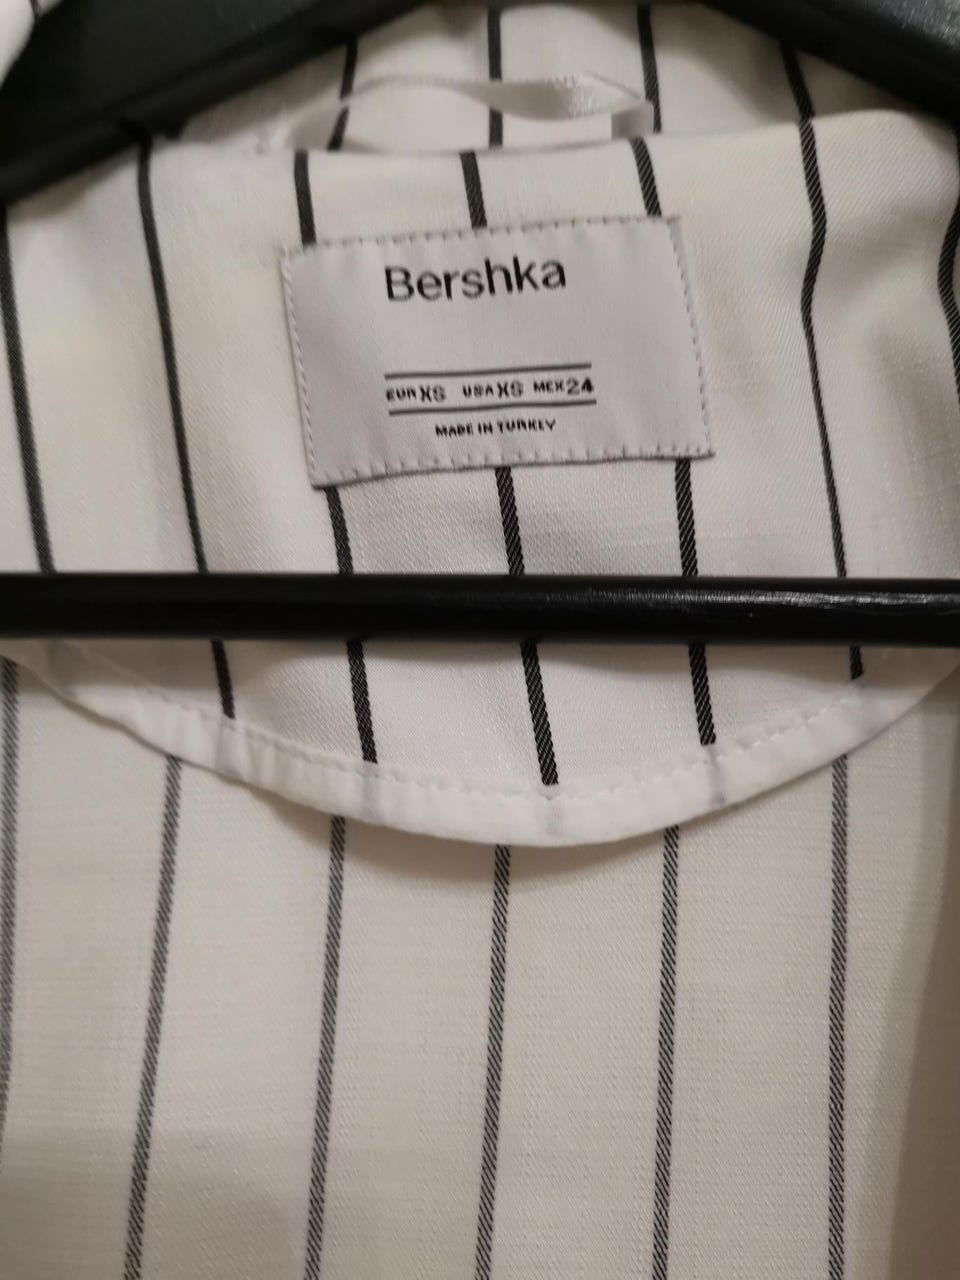 Bershka
EUR XS USA XS MEX 24
MADE IN TURKEY